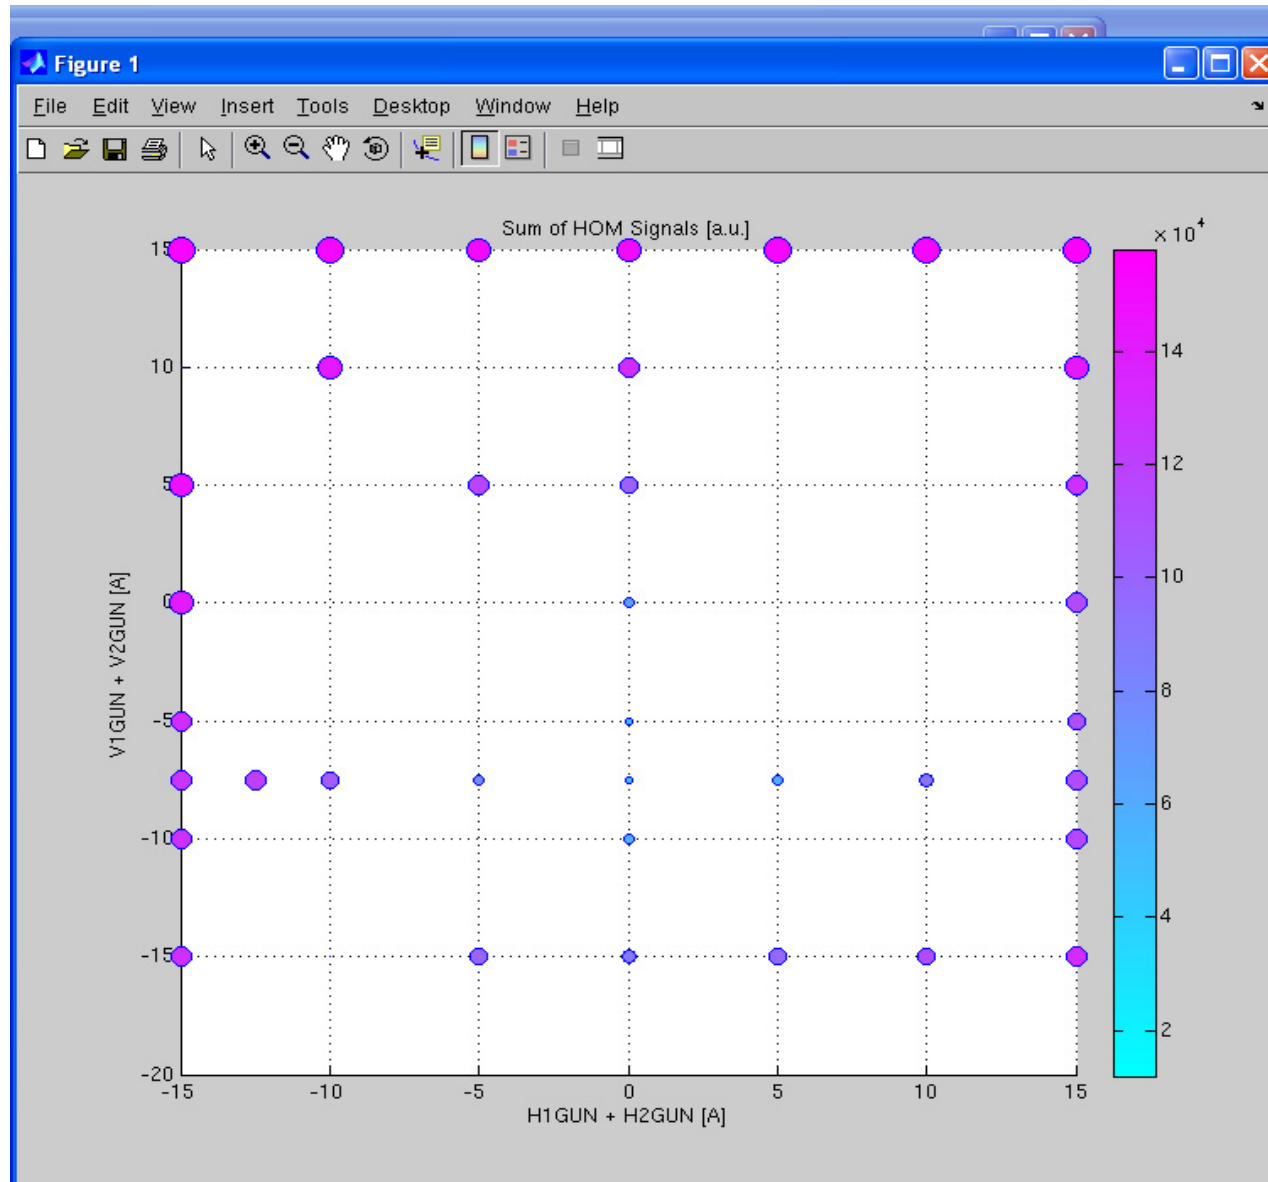 Figure 1
File Edit View Insert Tools Desktop Window Help
Sum of HOM Signals [a.u.]
× 10⁴
15
10
5
0
-5
-10
-15
-20
V1GUN + V2GUN [A]
-15 -10 -5 0 5 10 15
H1GUN + H2GUN [A]
14
12
10
8
6
4
2